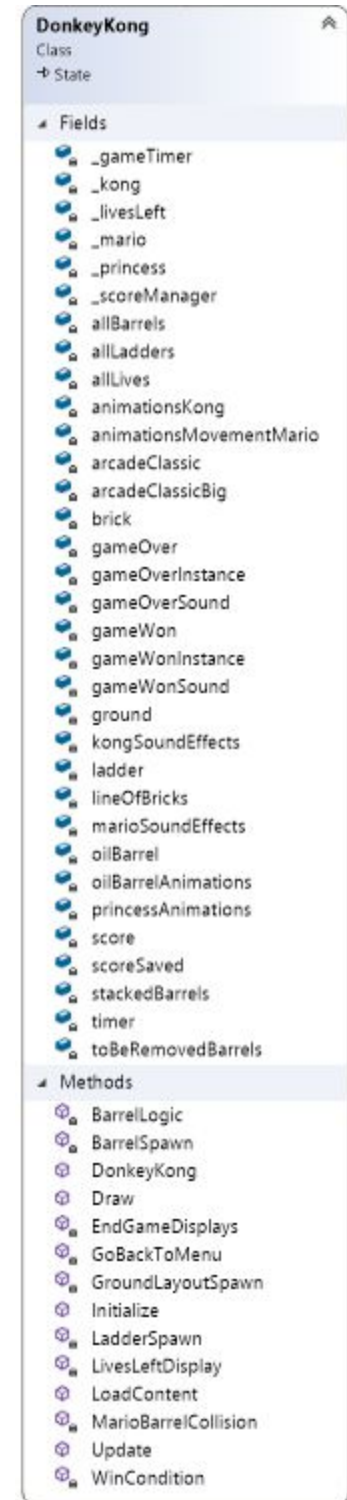 DonkeyKong
Class
State
Fields
_gameTimer
_kong
_livesLeft
_mario
_princess
_scoreManager
allBarrels
allLadders
allLives
animationsKong
animationsMovementMario
arcadeClassic
arcadeClassicBig
brick
gameOver
gameOverInstance
gameOverSound
gameWon
gameWonInstance
gameWonSound
ground
kongSoundEffects
ladder
lineOfBricks
marioSoundEffects
oilBarrel
oilBarrelAnimations
princessAnimations
score
scoreSaved
stackedBarrels
timer
toBeRemovedBarrels
Methods
BarrelLogic
BarrelSpawn
DonkeyKong
Draw
EndGameDisplays
GoBackToMenu
GroundLayoutSpawn
Initialize
LadderSpawn
LivesLeftDisplay
LoadContent
MarioBarrelCollision
Update
WinCondition